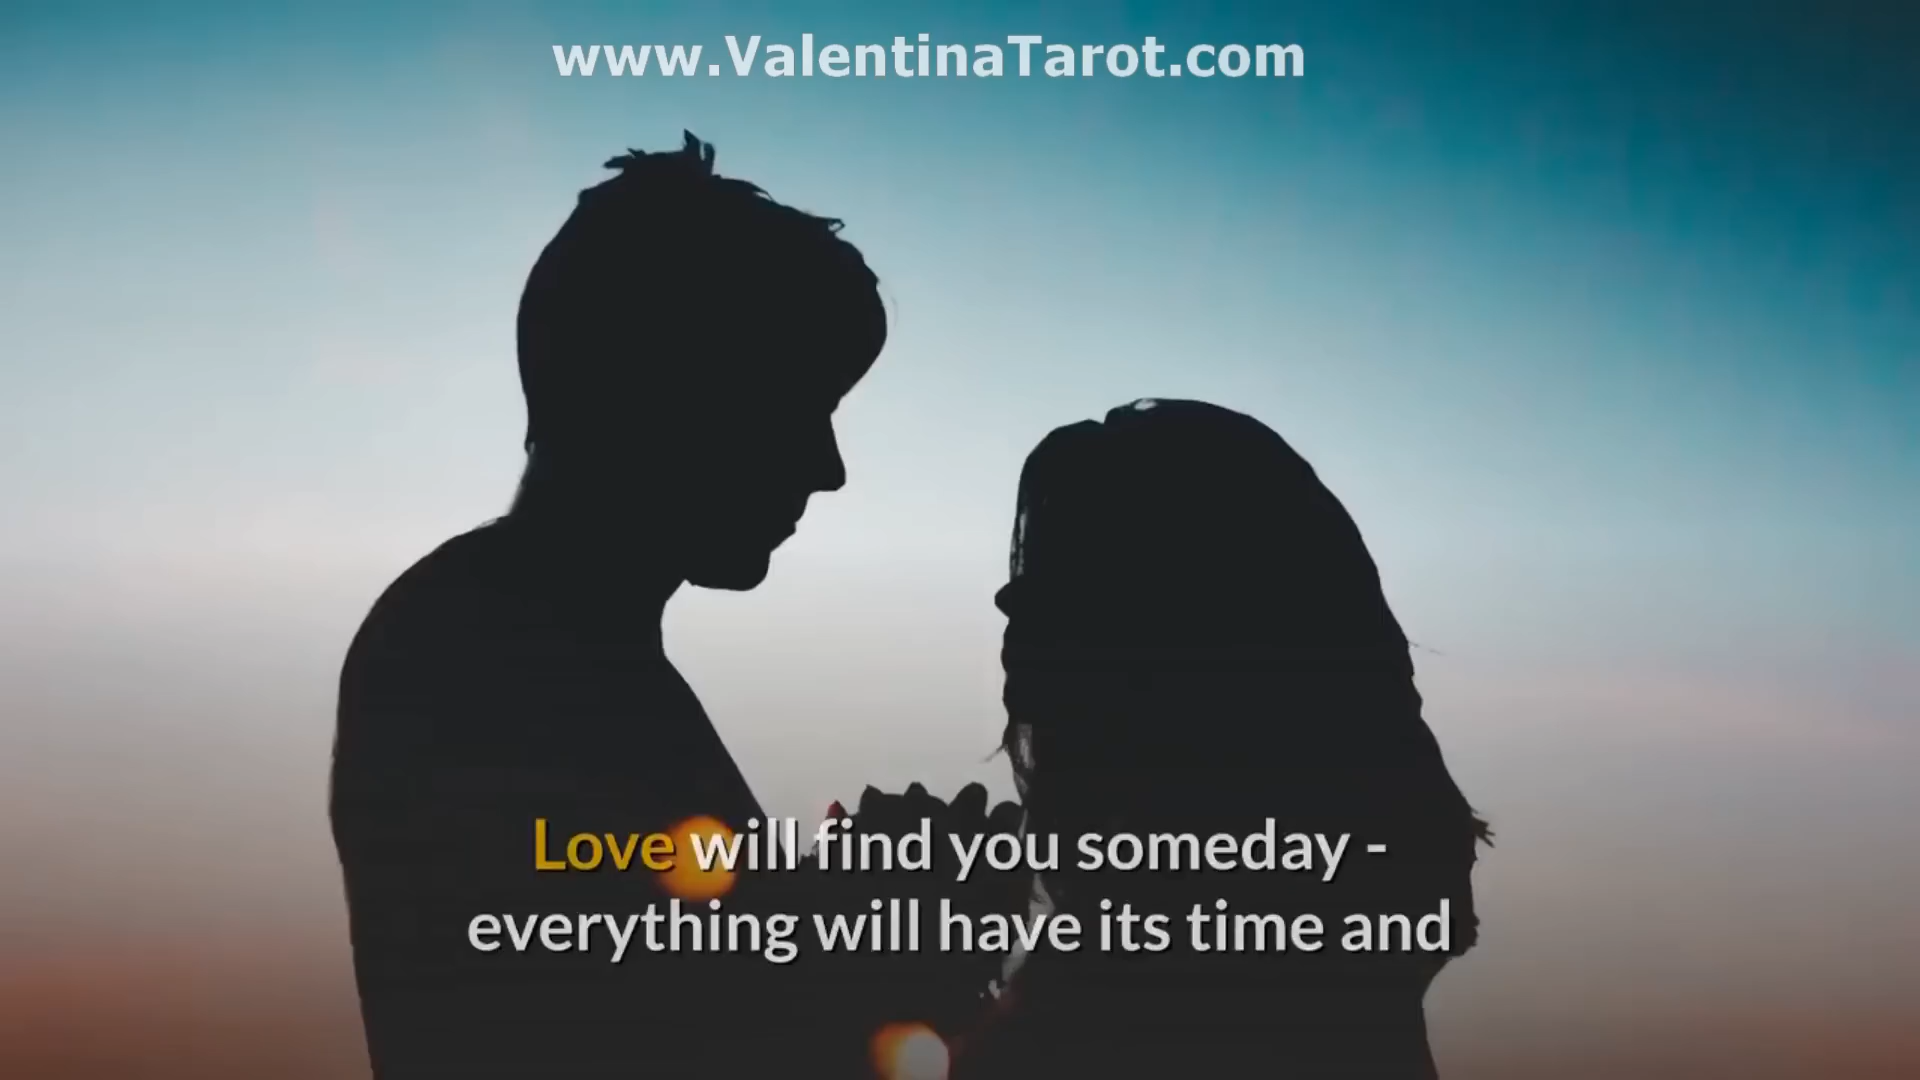 www.ValentinaTarot.com
Love will find you someday -
everything will have its time and